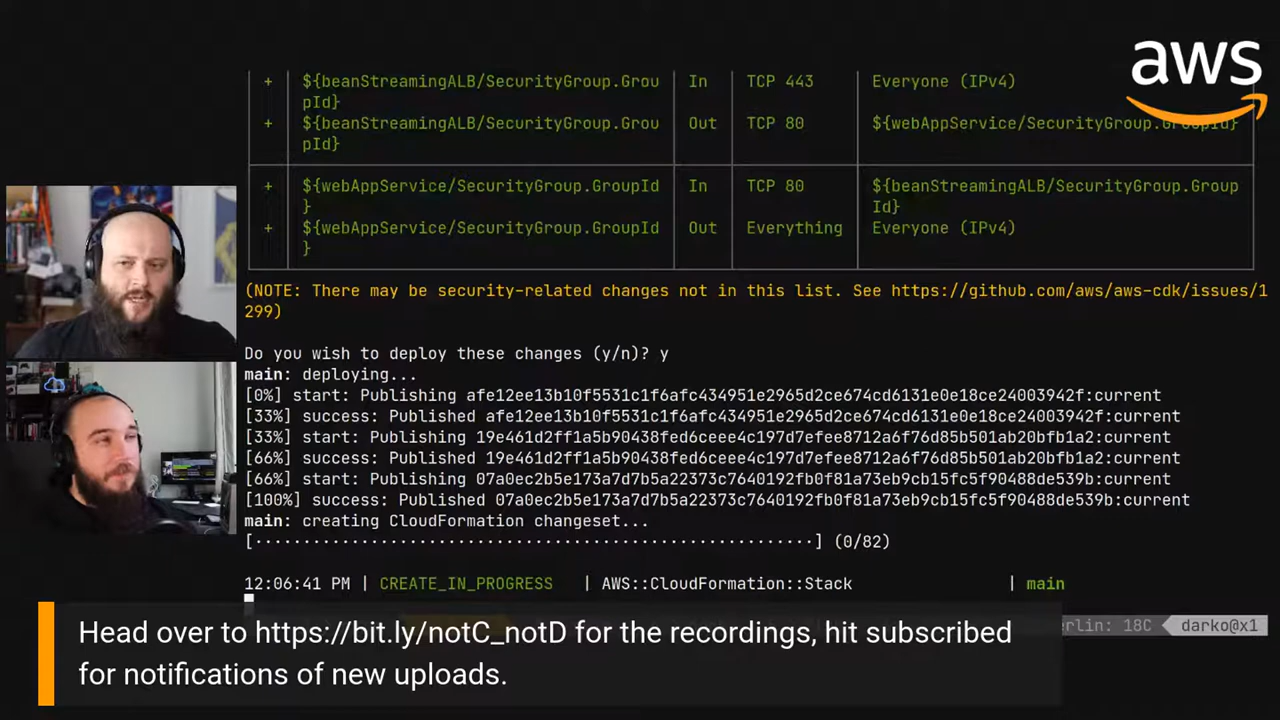 aws
+ ${beanStreamingALB/SecurityGroup.Grou In TCP 443 Everyone (IPv4)
pId}
+ ${beanStreamingALB/SecurityGroup.Grou Out TCP 80 ${webAppService/SecurityGroup.GroupId}
pId}
+ ${webAppService/SecurityGroup.GroupId In TCP 80 ${beanStreamingALB/SecurityGroup.Group
} Id}
+ ${webAppService/SecurityGroup.GroupId Out Everything Everyone (IPv4)
}
(NOTE: There may be security-related changes not in this list. See https://github.com/aws/aws-cdk/issues/1
299)
Do you wish to deploy these changes (y/n)? y
main: deploying...
[0%] start: Publishing afe12ee13b10f5531c1f6afc434951e2965d2ce674cd6131e0e18ce24003942f:current
[33%] success: Published afe12ee13b10f5531c1f6afc434951e2965d2ce674cd6131e0e18ce24003942f:current
[33%] start: Publishing 19e461d2ff1a5b90438fed6ceee4c197d7efee8712a6f76d85b501ab20bfb1a2:current
[66%] success: Published 19e461d2ff1a5b90438fed6ceee4c197d7efee8712a6f76d85b501ab20bfb1a2:current
[66%] start: Publishing 07a0ec2b5e173a7d7b5a22373c7640192fb0f81a73eb9cb15fc5f90488de539b:current
[100%] success: Published 07a0ec2b5e173a7d7b5a22373c7640192fb0f81a73eb9cb15fc5f90488de539b:current
main: creating CloudFormation changeset...
[··························································] (0/82)
12:06:41 PM | CREATE_IN_PROGRESS | AWS::CloudFormation::Stack | main
erlin: 18C darko@x1
Head over to https://bit.ly/notC_notD for the recordings, hit subscribed
for notifications of new uploads.